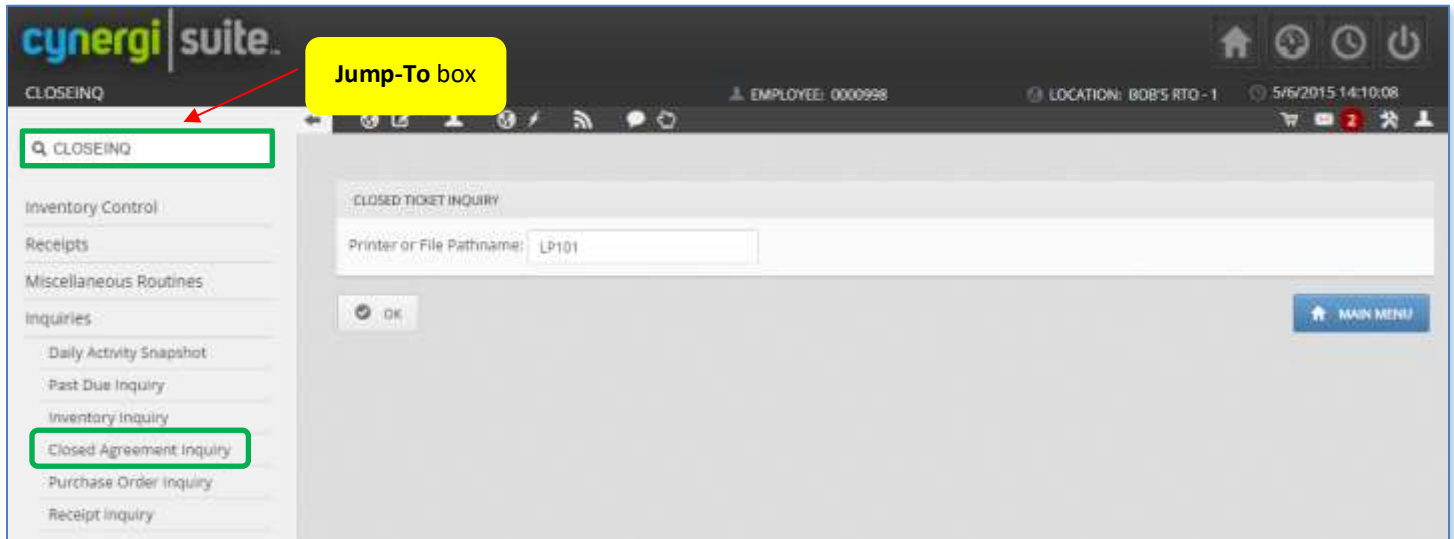 cynergi suite
Jump-To box
CLOSEINQ
EMPLOYEE: 0000998
LOCATION: BOB'S RTO - 1
5/6/2015 14:10:08
2
CLOSEINQ
Inventory Control
Receipts
Miscellaneous Routines
Inquiries
Daily Activity Snapshot
Past Due Inquiry
Inventory Inquiry
Closed Agreement Inquiry
Purchase Order Inquiry
Receipt Inquiry
CLOSED TICKET INQUIRY
Printer or File Pathname: LP101
OK
MAIN MENU